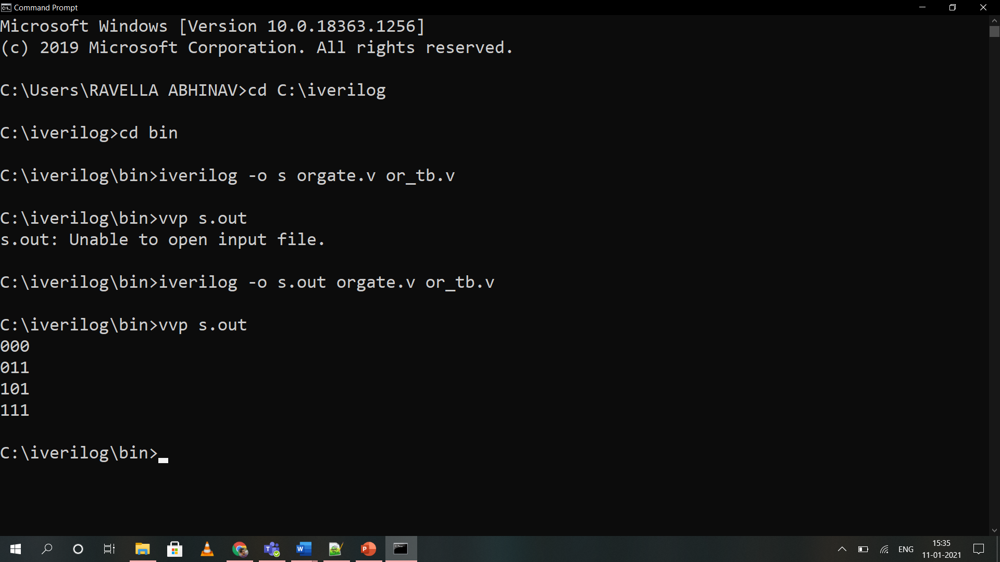 Command Prompt
Microsoft Windows [Version 10.0.18363.1256]
(c) 2019 Microsoft Corporation. All rights reserved.
C:\Users\RAVELLA ABHINAV>cd C:\iverilog
C:\iverilog>cd bin
C:\iverilog\bin>iverilog -o s orgate.v or_tb.v
C:\iverilog\bin>vvp s.out
s.out: Unable to open input file.
C:\iverilog\bin>iverilog -o s.out orgate.v or_tb.v
C:\iverilog\bin>vvp s.out
000
011
101
111
C:\iverilog\bin>
ENG
15:35
11-01-2021